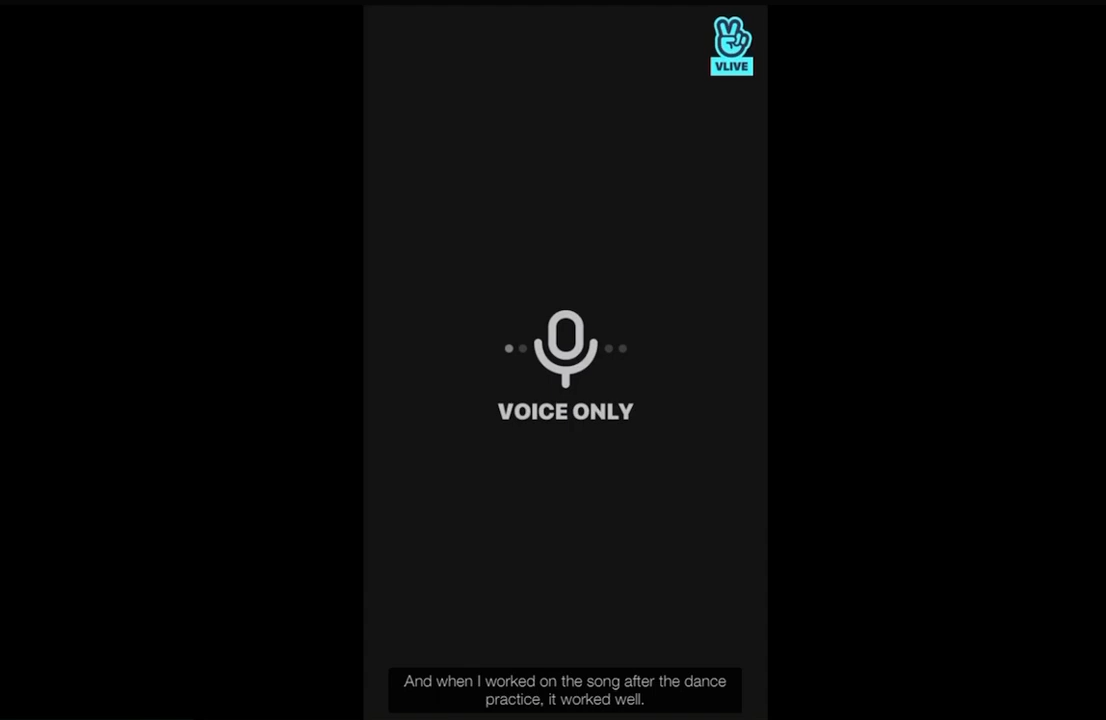 VLIVE
VOICE ONLY
And when I worked on the song after the dance
practice, it worked well.